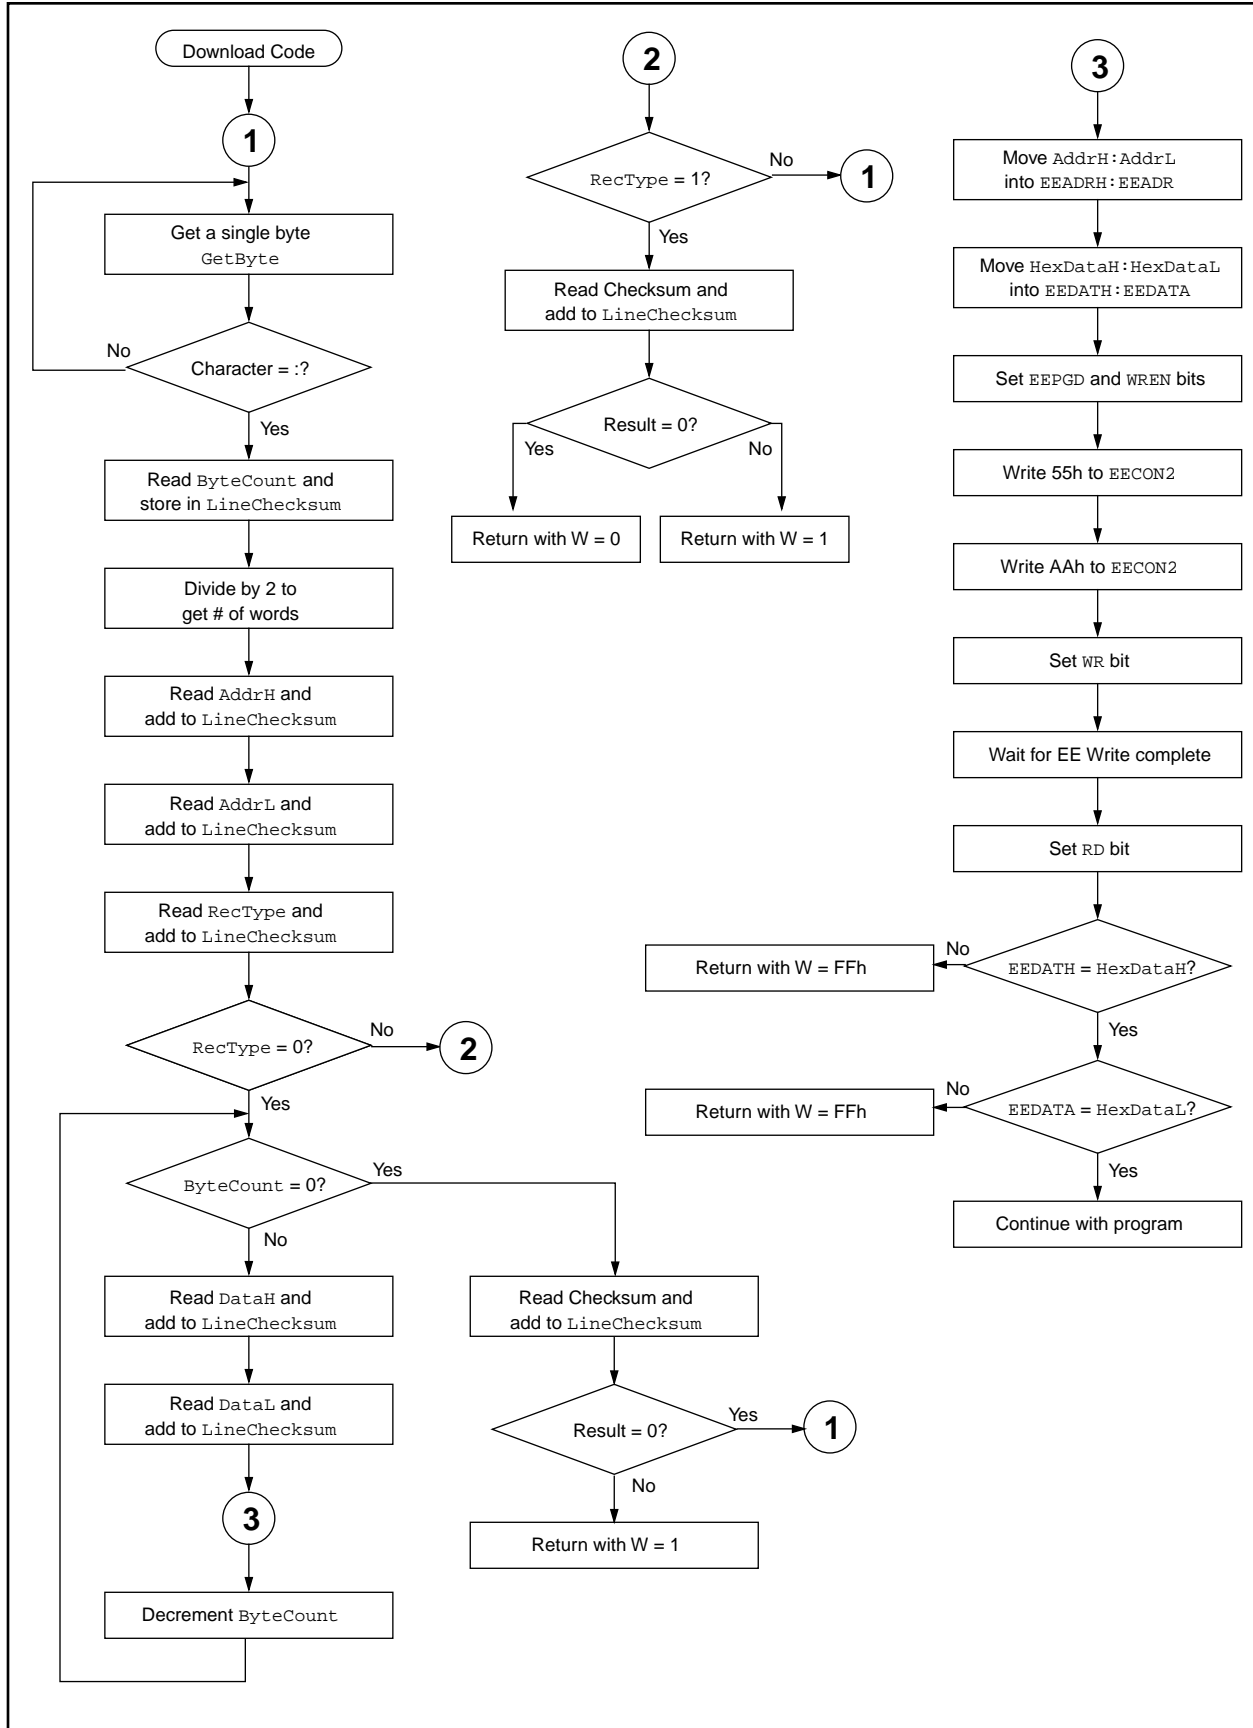 Download Code
1
Get a single byte
GetByte
No
Character = :?
Yes
Read ByteCount and
store in LineChecksum
Divide by 2 to
get # of words
Read AddrH and
add to LineChecksum
Read AddrL and
add to LineChecksum
Read RecType and
add to LineChecksum
RecType = 0?
No
2
Yes
ByteCount = 0?
Yes
No
Read DataH and
add to LineChecksum
Read DataL and
add to LineChecksum
3
Decrement ByteCount
Read Checksum and
add to LineChecksum
Result = 0?
Yes
1
No
Return with W = 1
2
RecType = 1?
No
1
Yes
Read Checksum and
add to LineChecksum
Result = 0?
Yes
No
Return with W = 0
Return with W = 1
3
Move AddrH:AddrL
into EEADRH:EEADR
Move HexDataH:HexDataL
into EEDATH:EEDATA
Set EEPGD and WREN bits
Write 55h to EECON2
Write AAh to EECON2
Set WR bit
Wait for EE Write complete
Set RD bit
EEDATH = HexDataH?
No
Return with W = FFh
Yes
EEDATA = HexDataL?
No
Return with W = FFh
Yes
Continue with program